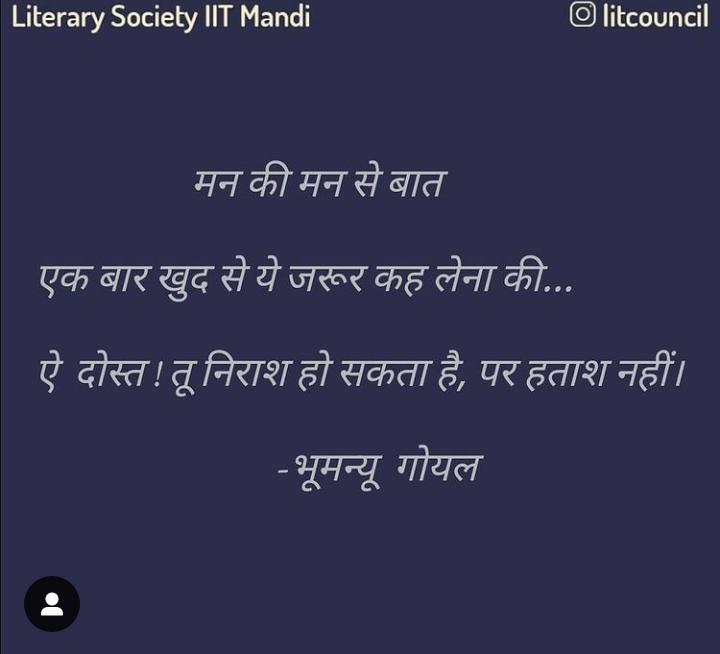 Literary Society IIT Mandi litcouncil
मन की मन से बात
एक बार खुद से ये जरूर कह लेना की...
ऐ दोस्त! तू निराश हो सकता है, पर हताश नहीं।
-भूमन्यू गोयल